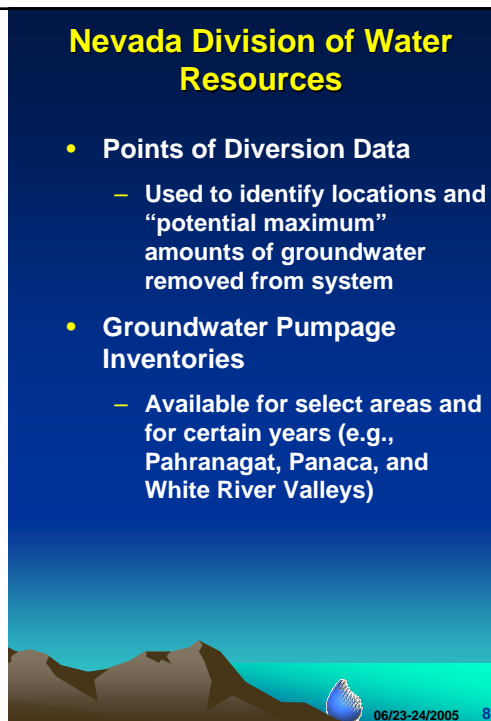 Nevada Division of Water
Resources
• Points of Diversion Data
– Used to identify locations and
“potential maximum”
amounts of groundwater
removed from system
• Groundwater Pumpage
Inventories
– Available for select areas and
for certain years (e.g.,
Pahranagat, Panaca, and
White River Valleys)
06/23-24/2005 8